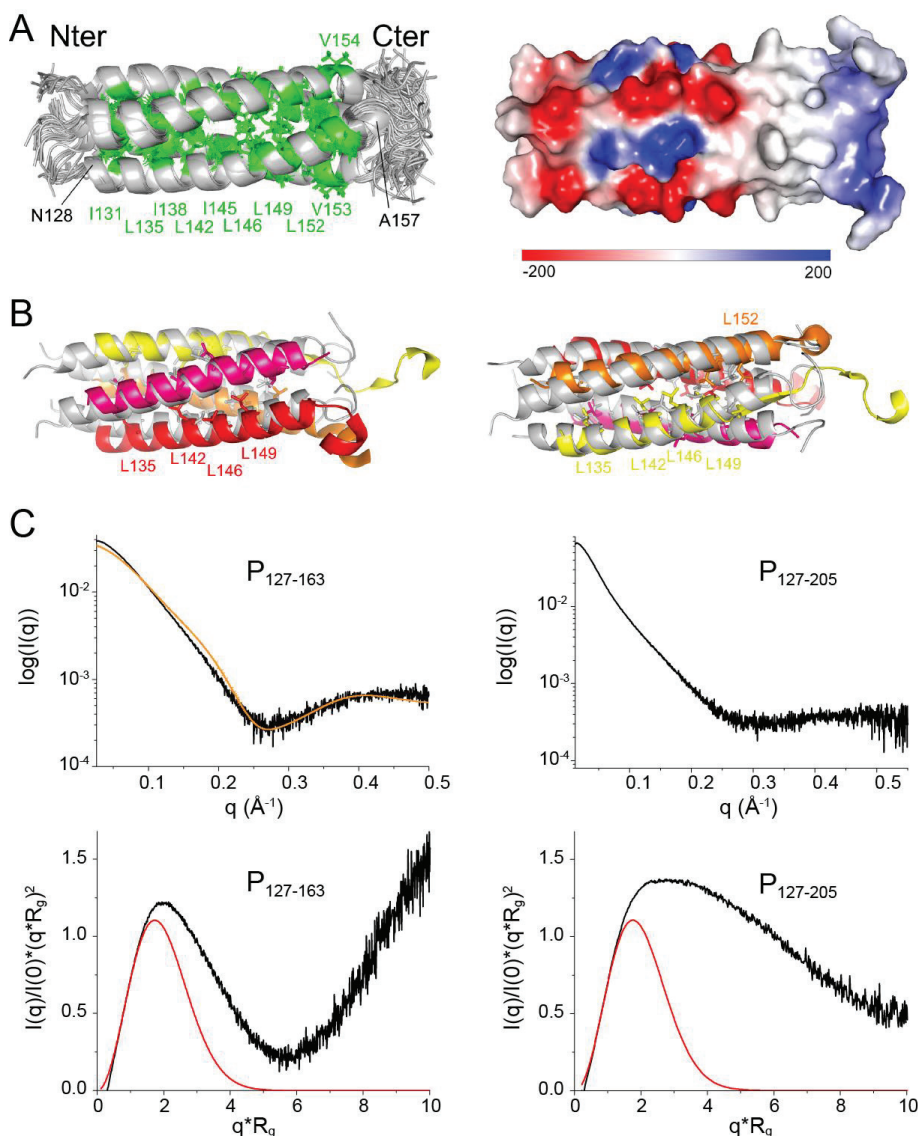 A
Nter
V154
Cter
N128
I131
L135
I138
L142
I145
L146
L149
L152
V153
A157
-200
200
B
L135
L142
L146
L149
L152
L135
L142
L146
L149
C
P127-163
log(I(q))
10-2
10-3
10-4
0.1 0.2 0.3 0.4 0.5
q (Å-1)
P127-205
log(I(q))
10-2
10-3
10-4
0.1 0.2 0.3 0.4 0.5
q (Å-1)
P127-163
I(q)/I(0)*(q*Rg)2
1.5
1.0
0.5
0.0
0 2 4 6 8 10
q*Rg
P127-205
I(q)/I(0)*(q*Rg)2
1.5
1.0
0.5
0.0
0 2 4 6 8 10
q*Rg